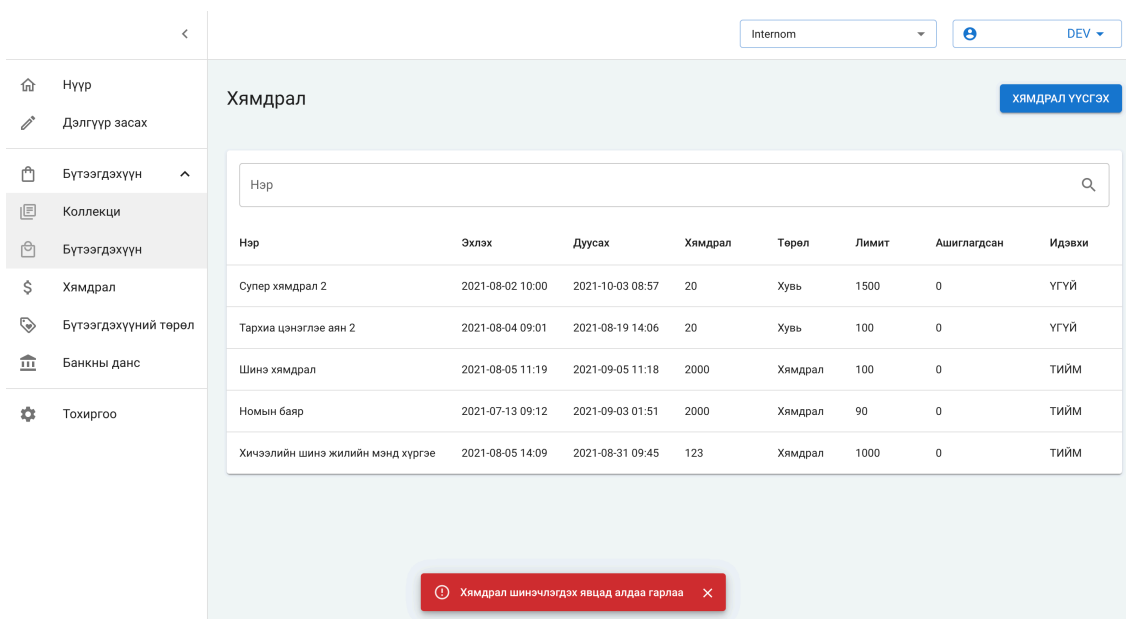 Internom
DEV
Нүүр
Дэлгүүр засах
Бүтээгдэхүүн
Коллекци
Бүтээгдэхүүн
Хямдрал
Бүтээгдэхүүний төрөл
Банкны данс
Тохиргоо
Хямдрал
ХЯМДРАЛ ҮҮСГЭХ
Нэр
Нэр Эхлэх Дуусах Хямдрал Төрөл Лимит Ашиглагдсан Идэвхи
Супер хямдрал 2 2021-08-02 10:00 2021-10-03 08:57 20 Хувь 1500 0 ҮГҮЙ
Тархиа цэнэглэе аян 2 2021-08-04 09:01 2021-08-19 14:06 20 Хувь 100 0 ҮГҮЙ
Шинэ хямдрал 2021-08-05 11:19 2021-09-05 11:18 2000 Хямдрал 100 0 ТИЙМ
Номын баяр 2021-07-13 09:12 2021-09-03 01:51 2000 Хямдрал 90 0 ТИЙМ
Хичээлийн шинэ жилийн мэнд хүргэе 2021-08-05 14:09 2021-08-31 09:45 123 Хямдрал 1000 0 ТИЙМ
Хямдрал шинэчлэгдэх явцад алдаа гарлаа